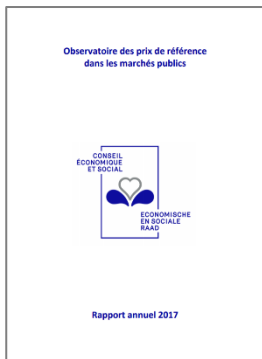 Observatoire des prix de référence
dans les marchés publics
CONSEIL
ÉCONOMIQUE
ET SOCIAL
ECONOMISCHE
EN SOCIALE
RAAD
Rapport annuel 2017